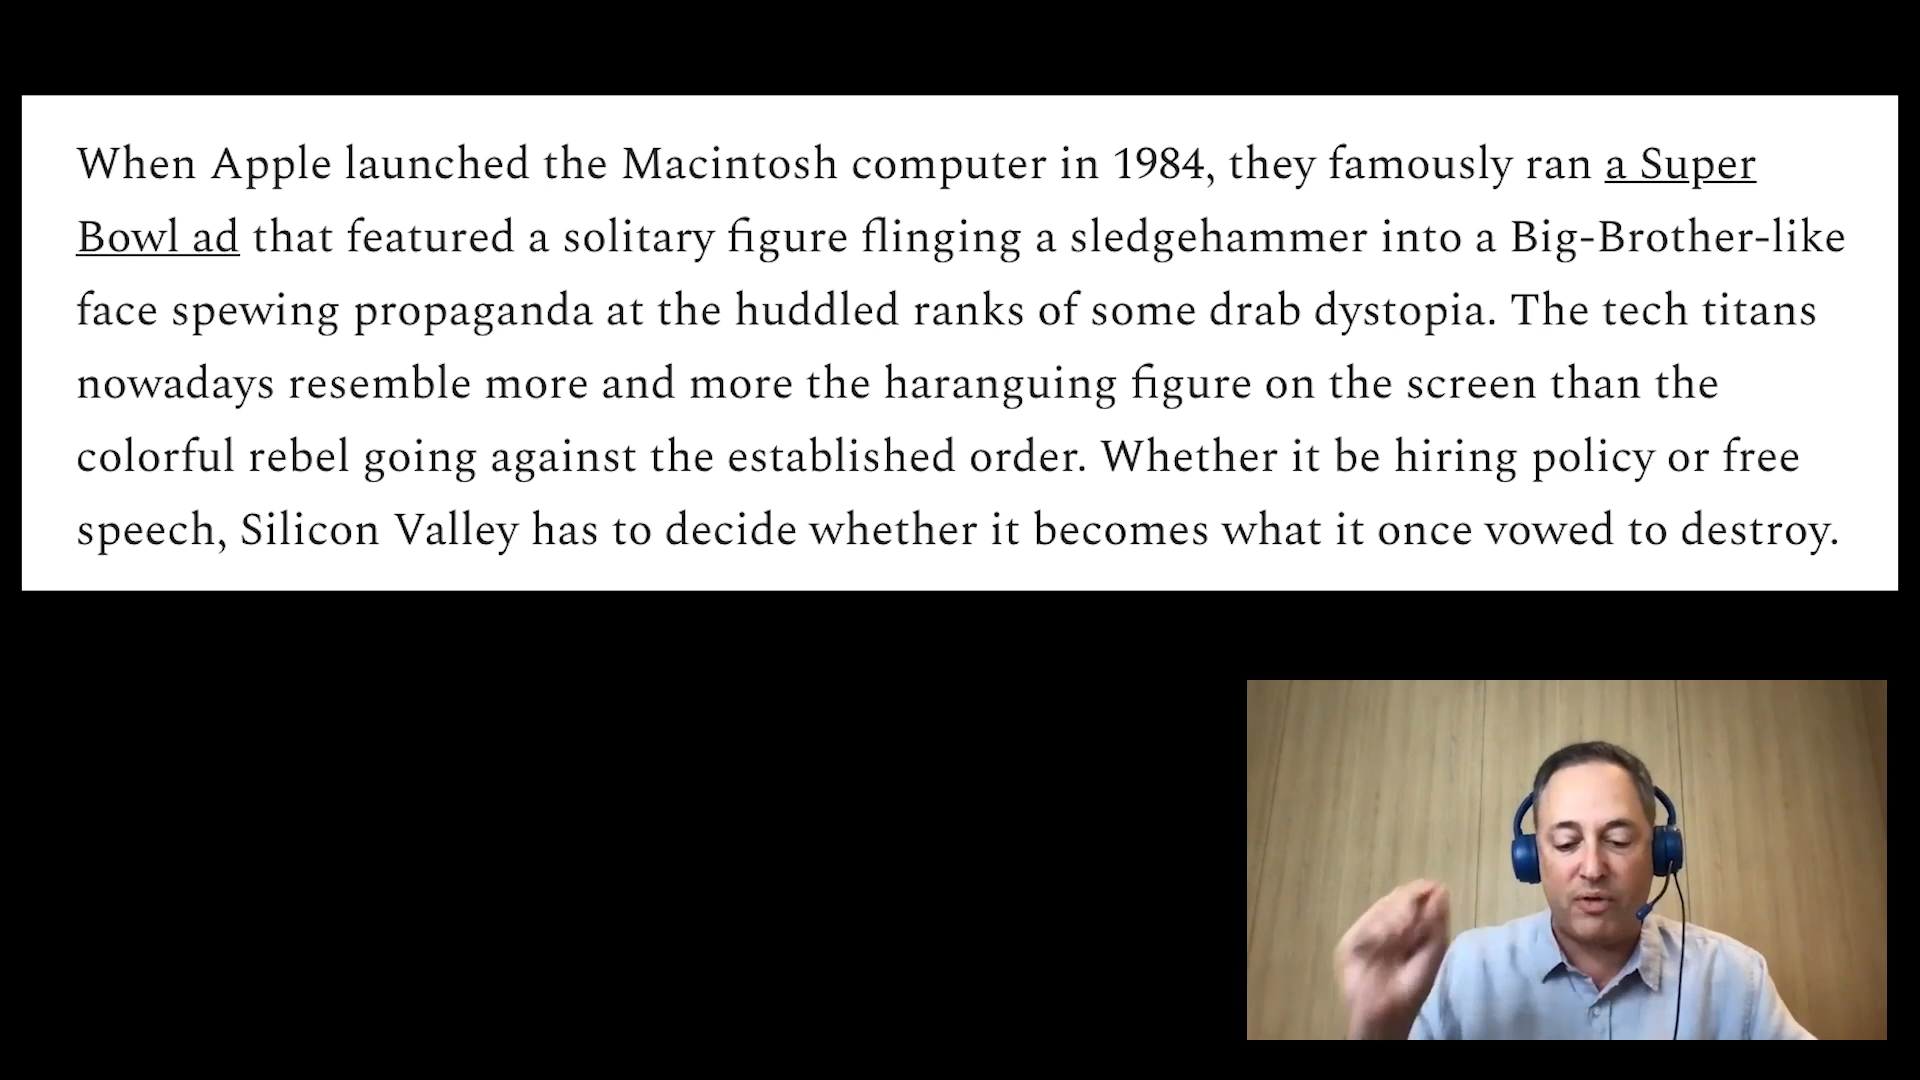 When Apple launched the Macintosh computer in 1984, they famously ran a Super
Bowl ad that featured a solitary figure flinging a sledgehammer into a Big-Brother-like
face spewing propaganda at the huddled ranks of some drab dystopia. The tech titans
nowadays resemble more and more the haranguing figure on the screen than the
colorful rebel going against the established order. Whether it be hiring policy or free
speech, Silicon Valley has to decide whether it becomes what it once vowed to destroy.